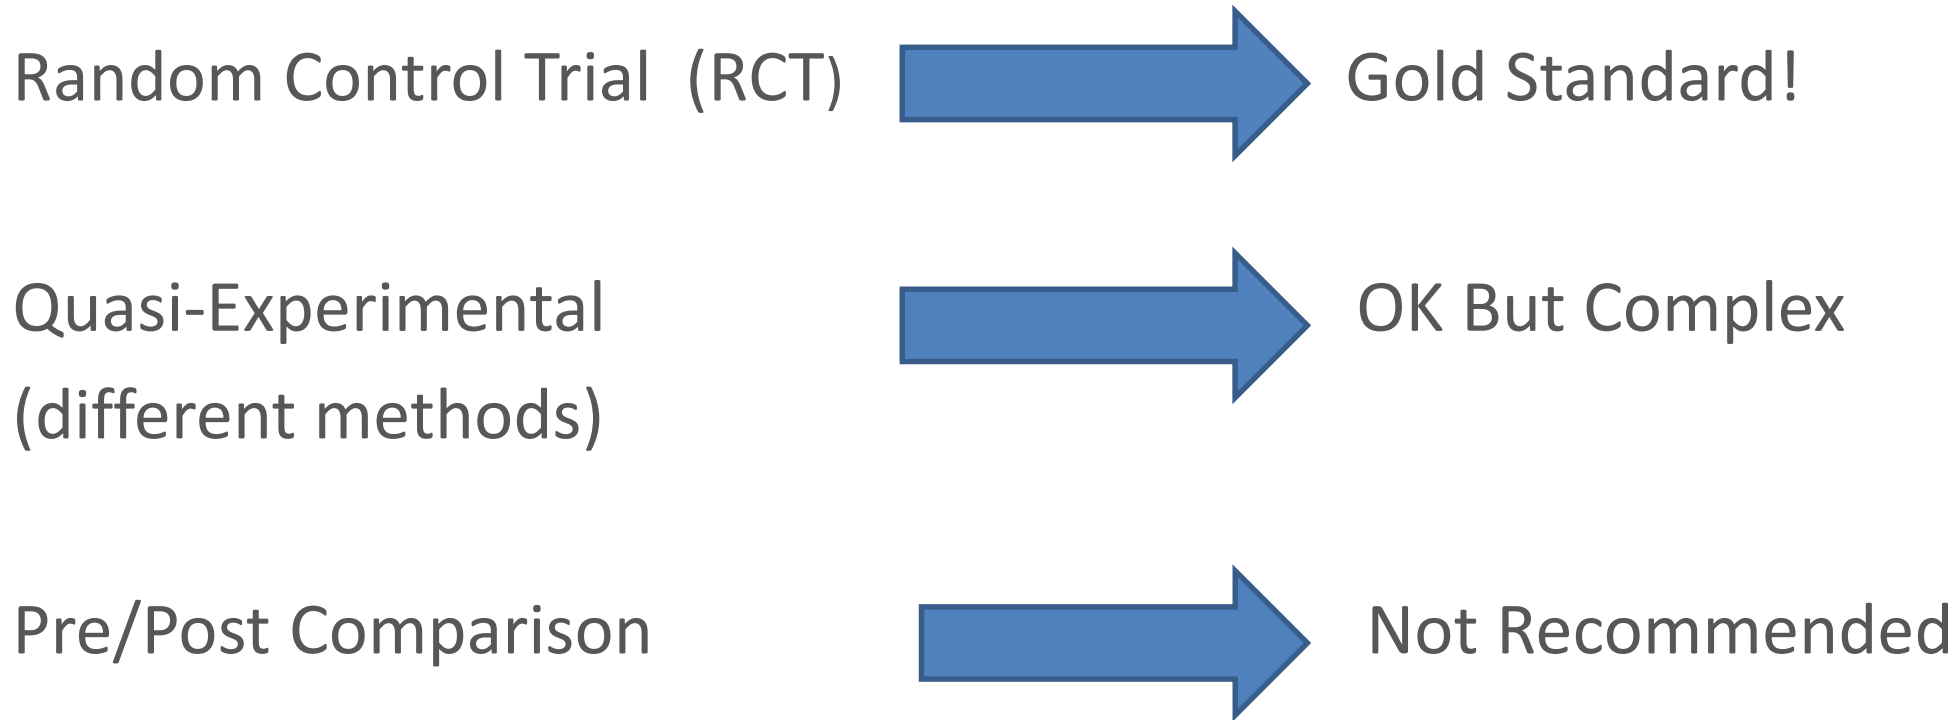 Random Control Trial (RCT) Gold Standard!
Quasi-Experimental OK But Complex
(different methods)
Pre/Post Comparison Not Recommended